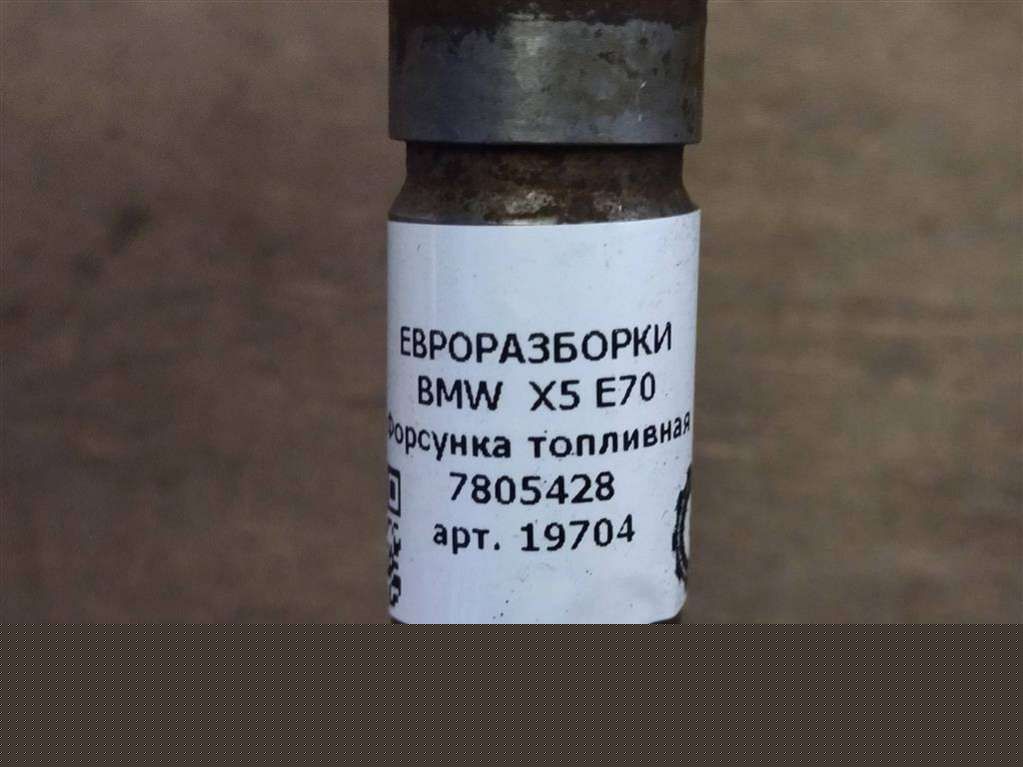 ЕВРОРАЗБОРКИ
BMW X5 E70
Форсунка топливная
7805428
арт. 19704